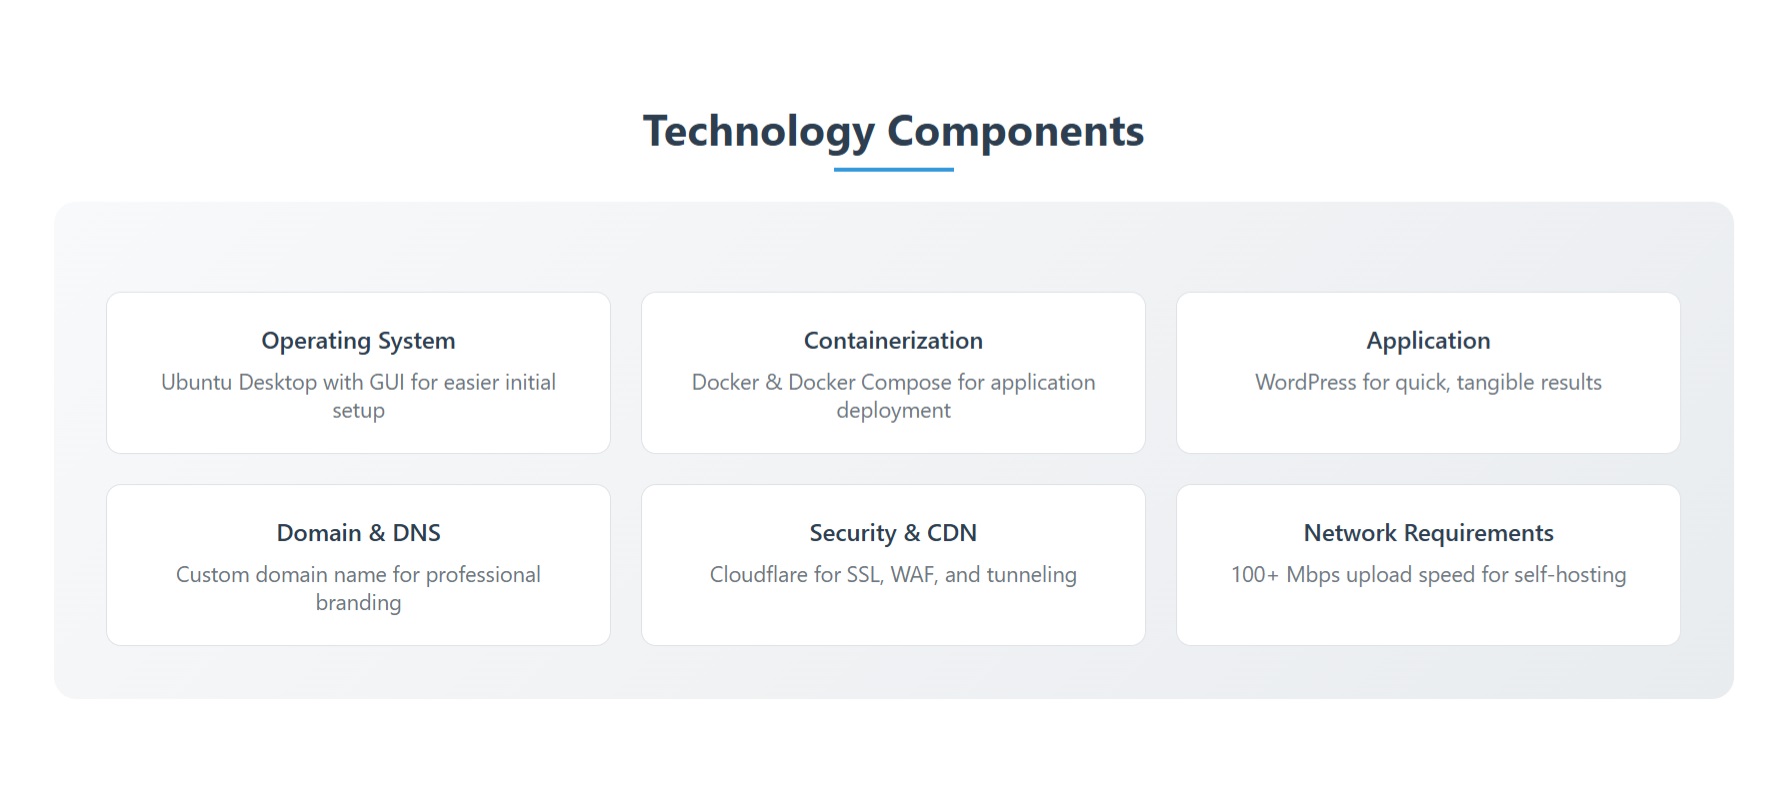 Technology Components
Operating System
Ubuntu Desktop with GUI for easier initial
setup
Containerization
Docker & Docker Compose for application
deployment
Application
WordPress for quick, tangible results
Domain & DNS
Custom domain name for professional
branding
Security & CDN
Cloudflare for SSL, WAF, and tunneling
Network Requirements
100+ Mbps upload speed for self-hosting